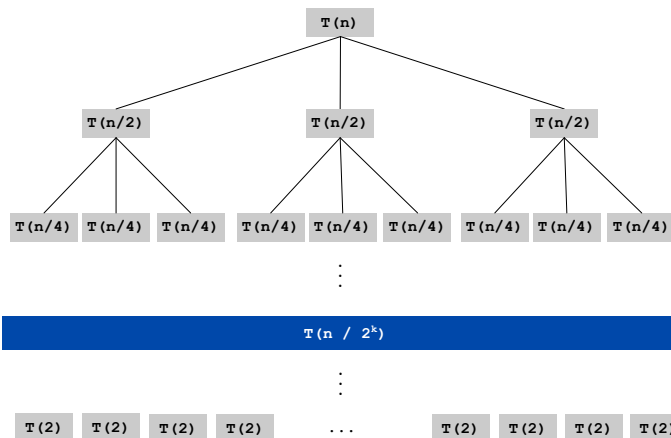 T(n)
T(n/2) T(n/2) T(n/2)
T(n/4) T(n/4) T(n/4) T(n/4) T(n/4) T(n/4) T(n/4) T(n/4) T(n/4)
⋮
T(n / 2ᵏ)
⋮
T(2) T(2) T(2) T(2) ... T(2) T(2) T(2) T(2)